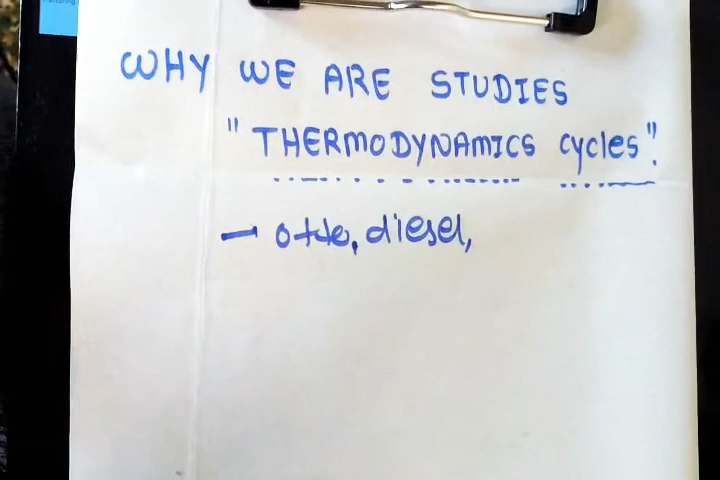 WHY WE ARE STUDIES
"THERMODYNAMICS cycles".
- otto, diesel,